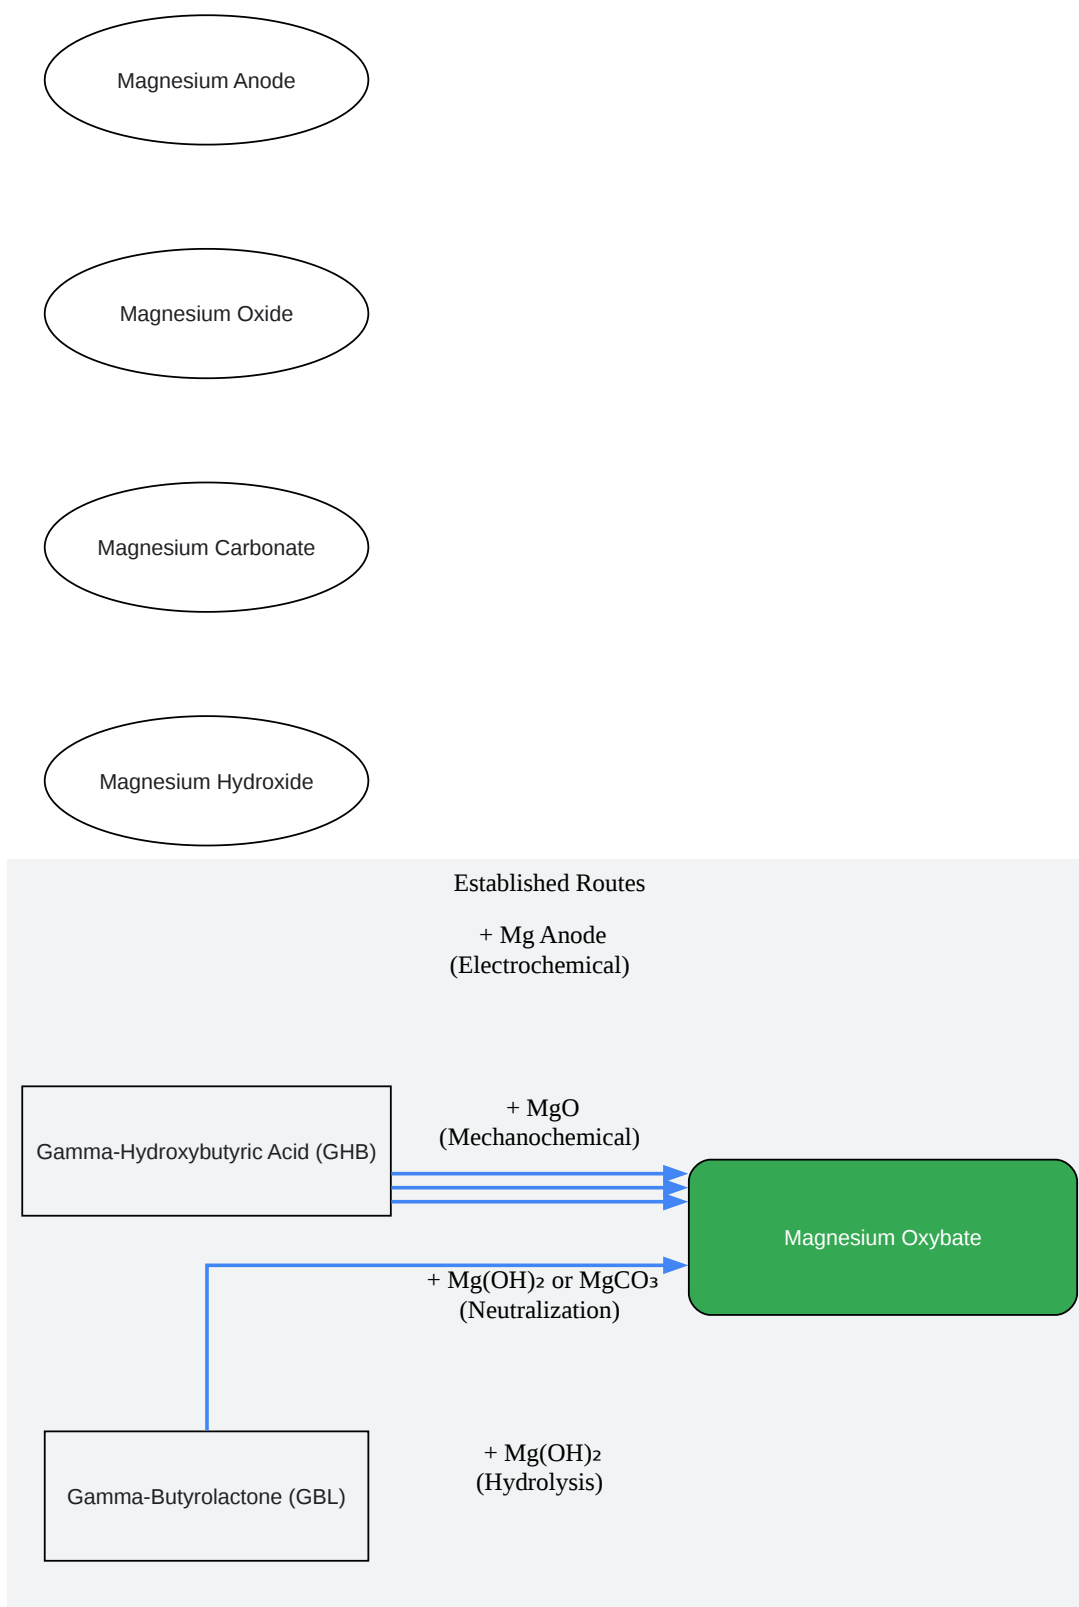 Magnesium Anode
Magnesium Oxide
Magnesium Carbonate
Magnesium Hydroxide
Established Routes
+ Mg Anode
(Electrochemical)
+ MgO
(Mechanochemical)
Gamma-Hydroxybutyric Acid (GHB)
Magnesium Oxybate
+ Mg(OH)₂ or MgCO₃
(Neutralization)
+ Mg(OH)₂
(Hydrolysis)
Gamma-Butyrolactone (GBL)